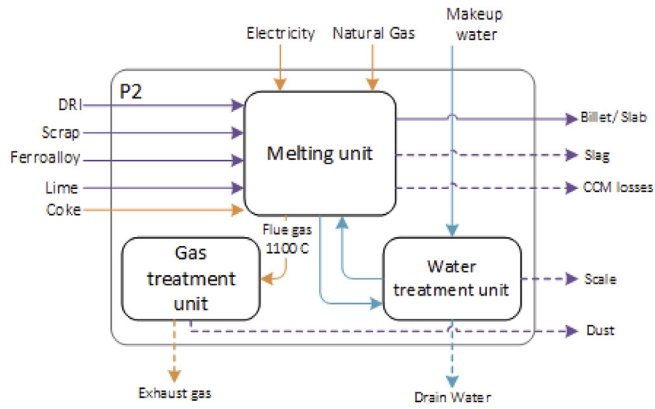 Electricity
Natural Gas
Makeup
water
P2
DRI
Scrap
Ferroalloy
Lime
Coke
Melting unit
Billet/ Slab
Slag
CCM losses
Flue gas
1100 C
Gas
treatment
unit
Water
treatment unit
Scale
Dust
Exhaust gas
Drain Water